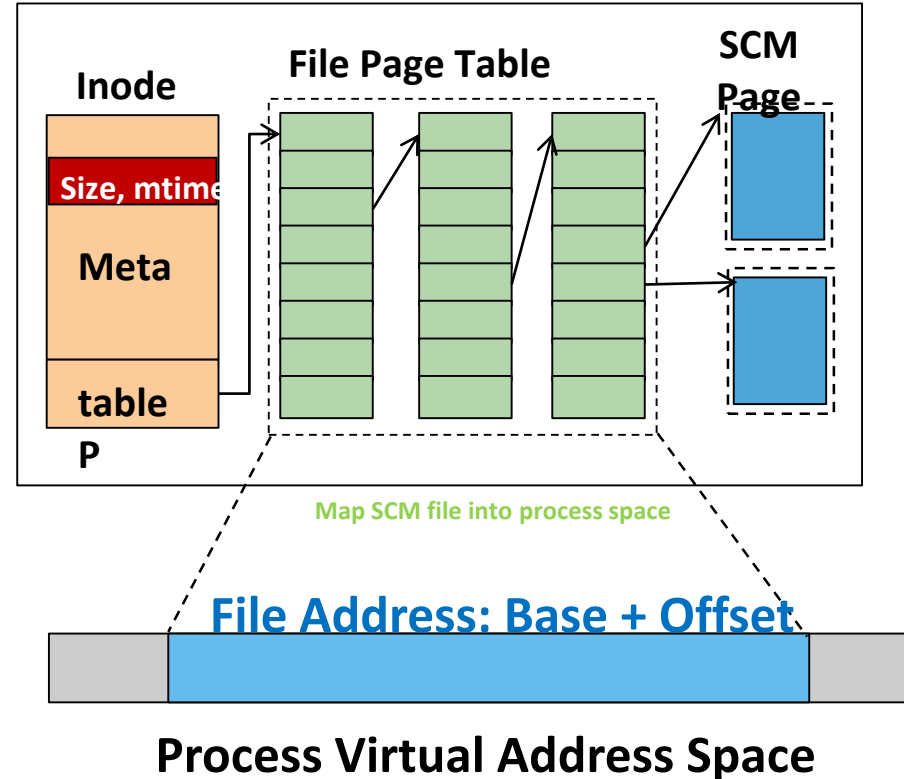 Inode
File Page Table
SCM
Page
Size, mtime
Meta
table
P
Map SCM file into process space
File Address: Base + Offset
Process Virtual Address Space